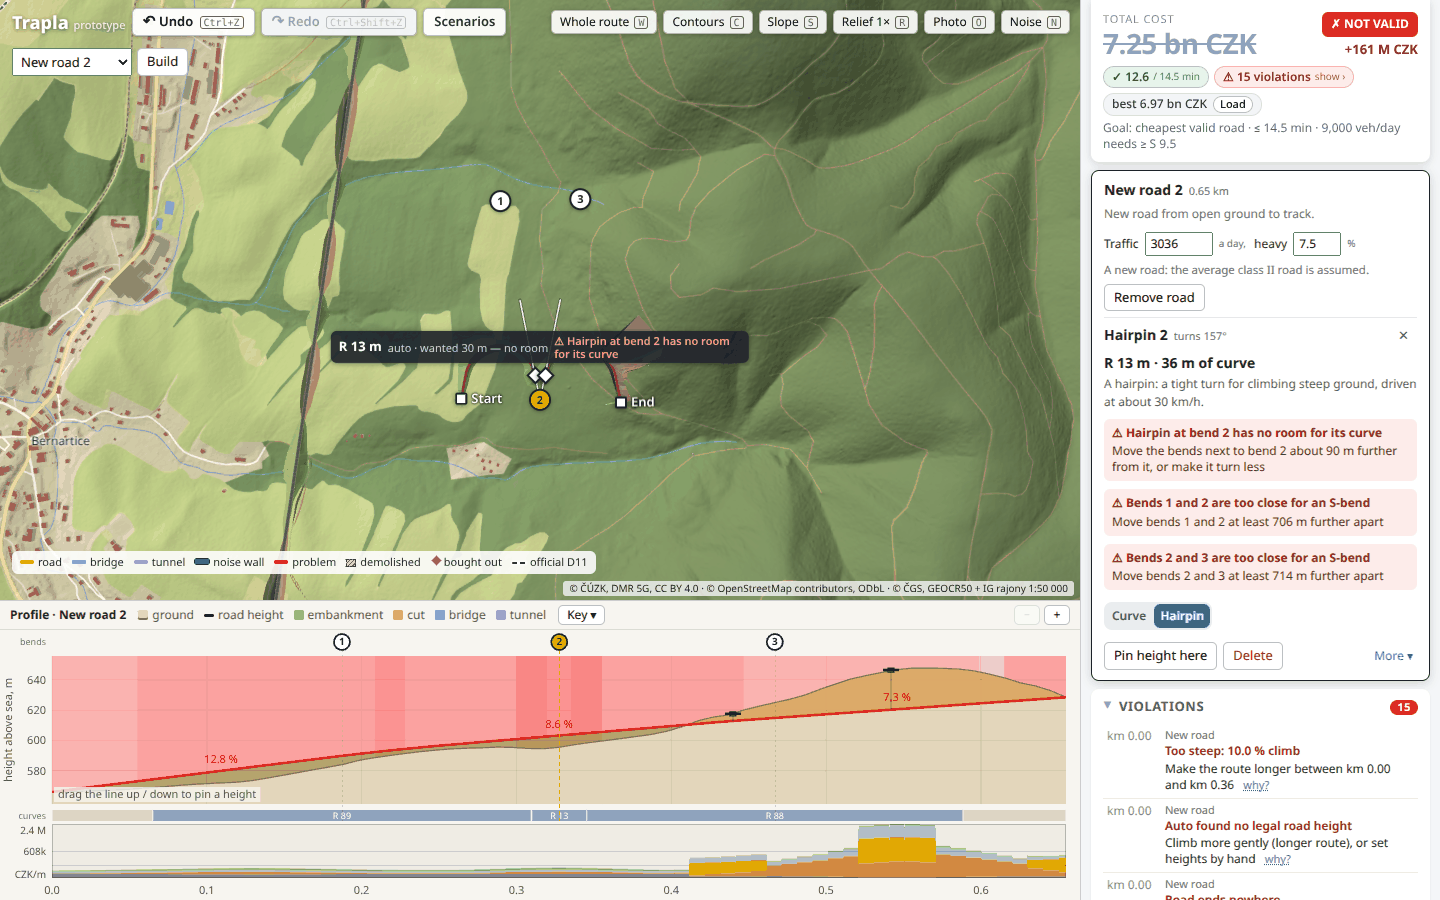 Trapla prototype
↶ Undo Ctrl+Z
↷ Redo Ctrl+Shift+Z
Scenarios
Whole route W
Contours C
Slope S
Relief 1× R
Photo O
Noise N
New road 2
Build
1
3
R 13 m auto · wanted 30 m — no room ⚠ Hairpin at bend 2 has no room
for its curve
Start
2
End
Bernartice
road bridge tunnel noise wall problem demolished bought out official D11
© ČÚZK, DMR 5G, CC BY 4.0 · © OpenStreetMap contributors, ODbL · © ČGS, GEOCR50 + IG rajony 1:50 000
Profile · New road 2 ground road height embankment cut bridge tunnel Key ▾ − +
bends 1 2 3
height above sea, m
640
620
600
580
12.8 %
8.6 %
7.3 %
drag the line up / down to pin a height
curves R 89 R 13 R 88
2.4 M
608k
CZK/m
0.0 0.1 0.2 0.3 0.4 0.5 0.6
TOTAL COST
7.25 bn CZK
✗ NOT VALID
+161 M CZK
✓ 12.6 / 14.5 min
⚠ 15 violations show ›
best 6.97 bn CZK Load
Goal: cheapest valid road · ≤ 14.5 min · 9,000 veh/day
needs ≥ S 9.5
New road 2 0.65 km
New road from open ground to track.
Traffic 3036 a day, heavy 7.5 %
A new road: the average class II road is assumed.
Remove road
Hairpin 2 turns 157° ✕
R 13 m · 36 m of curve
A hairpin: a tight turn for climbing steep ground, driven
at about 30 km/h.
⚠ Hairpin at bend 2 has no room for its curve
Move the bends next to bend 2 about 90 m further
from it, or make it turn less
⚠ Bends 1 and 2 are too close for an S-bend
Move bends 1 and 2 at least 706 m further apart
⚠ Bends 2 and 3 are too close for an S-bend
Move bends 2 and 3 at least 714 m further apart
Curve Hairpin
Pin height here Delete More ▾
▼ VIOLATIONS 15
km 0.00 New road
Too steep: 10.0 % climb
Make the route longer between km 0.00
and km 0.36 why?
km 0.00 New road
Auto found no legal road height
Climb more gently (longer route), or set
heights by hand why?
km 0.00 New road
Road ends nowhere